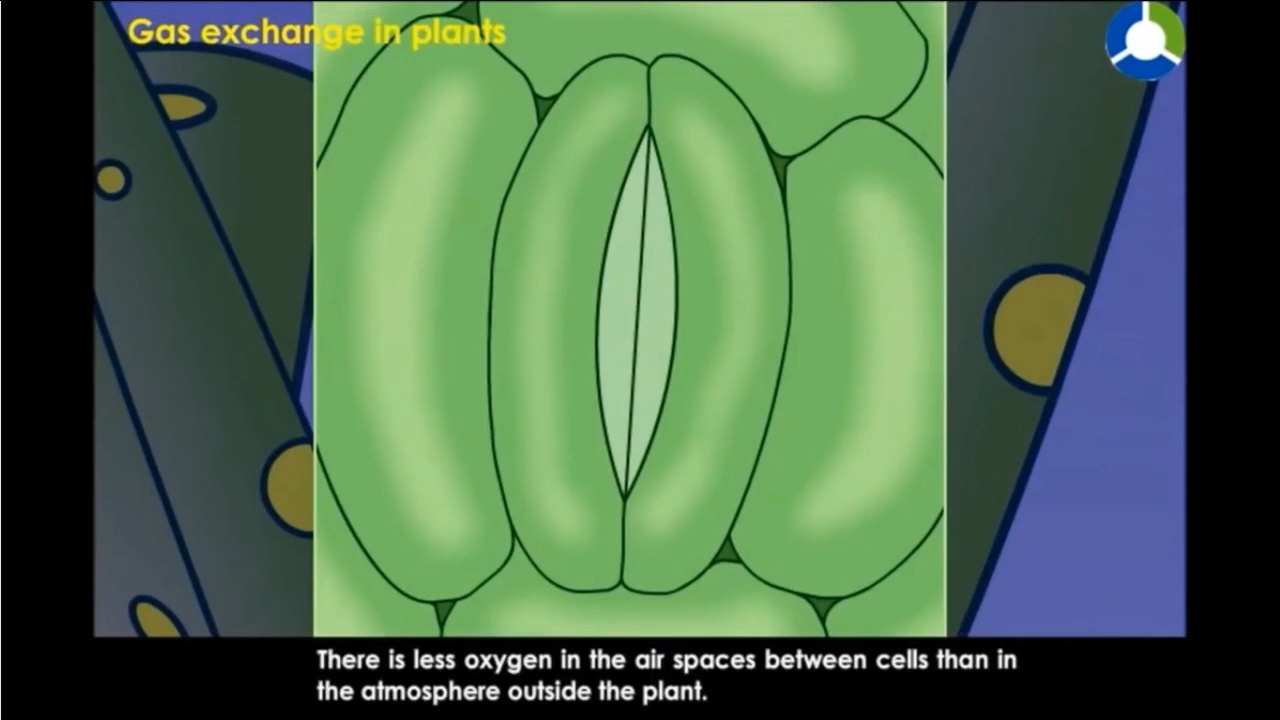 Gas exchange in plants
There is less oxygen in the air spaces between cells than in
the atmosphere outside the plant.